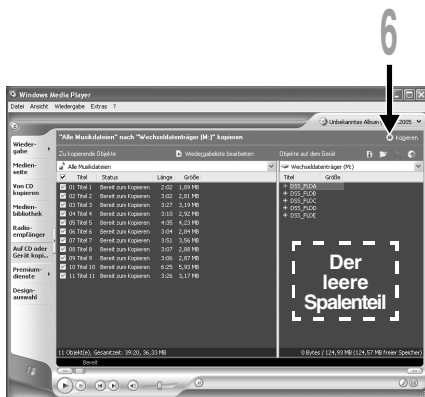 6
Windows Media Player
Datei Ansicht Wiedergabe Extras ?
Unbekanntes Album 2005
"Alle Musikdateien" nach "Wechseldatenträger (M:)" kopieren
Kopieren
Zu kopierende Objekte
Wiedergabeliste bearbeiten
Objekte auf dem Gerät
Alle Musikdateien
Wechseldatenträger (M:)
Titel Status Länge Größe
Titel Größe
01 Titel 1 Bereit zum Kopieren 2:02 1,89 MB
02 Titel 2 Bereit zum Kopieren 3:02 2,81 MB
03 Titel 3 Bereit zum Kopieren 3:27 3,19 MB
04 Titel 4 Bereit zum Kopieren 3:10 2,92 MB
05 Titel 5 Bereit zum Kopieren 4:35 4,23 MB
06 Titel 6 Bereit zum Kopieren 3:04 2,84 MB
07 Titel 7 Bereit zum Kopieren 3:51 3,56 MB
08 Titel 8 Bereit zum Kopieren 3:07 2,88 MB
09 Titel 9 Bereit zum Kopieren 3:06 2,87 MB
10 Titel 10 Bereit zum Kopieren 6:25 5,93 MB
11 Titel 11 Bereit zum Kopieren 3:26 3,17 MB
DSS_FLDA
DSS_FLDB
DSS_FLDC
DSS_FLDD
DSS_FLDE
Der
leere
Spalenteil
Wieder-
gabe
Medien-
seite
Von CD
kopieren
Medien-
bibliothek
Radio-
empfänger
Auf CD oder
Gerät kopi...
Premium-
dienste
Design-
auswahl
11 Objekt(e), Gesamtzeit: 39:20, 36,33 MB
0 Bytes / 124,93 MB (124,57 MB freier Speicher)
Bereit